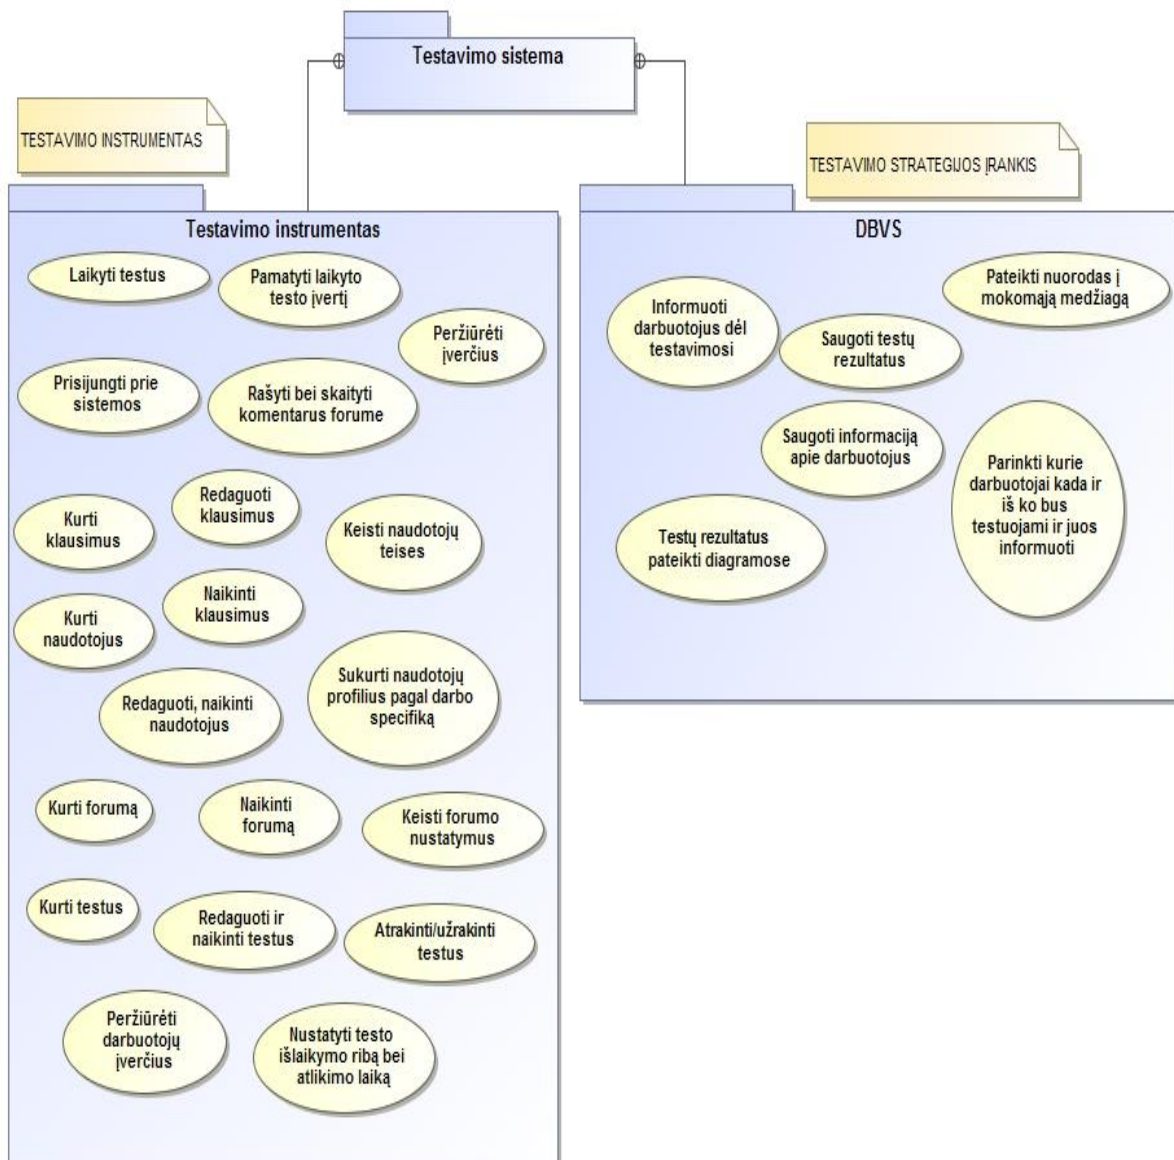 Testavimo sistema
TESTAVIMO INSTRUMENTAS
TESTAVIMO STRATEGIJOS ĮRANKIS
Testavimo instrumentas
Laikyti testus
Pamatyti laikyto
testo įvertį
Peržiūrėti
įverčius
Prisijungti prie
sistemos
Rašyti bei skaityti
komentarus forume
Kurti
klausimus
Redaguoti
klausimus
Keisti naudotojų
teises
Kurti
naudotojus
Naikinti
klausimus
Redaguoti, naikinti
naudotojus
Sukurti naudotojų
profilius pagal darbo
specifiką
Kurti forumą
Naikinti
forumą
Keisti forumo
nustatymus
Kurti testus
Redaguoti ir
naikinti testus
Atrakinti/užrakinti
testus
Peržiūrėti
darbuotojų
įverčius
Nustatyti testo
išlaikymo ribą bei
atlikimo laiką
DBVS
Informuoti
darbuotojus dėl
testavimosi
Saugoti testų
rezultatus
Pateikti nuorodas į
mokomąją medžiagą
Saugoti informaciją
apie darbuotojus
Testų rezultatus
pateikti diagramose
Parinkti kurie
darbuotojai kada ir
iš ko bus
testuojami ir juos
informuoti